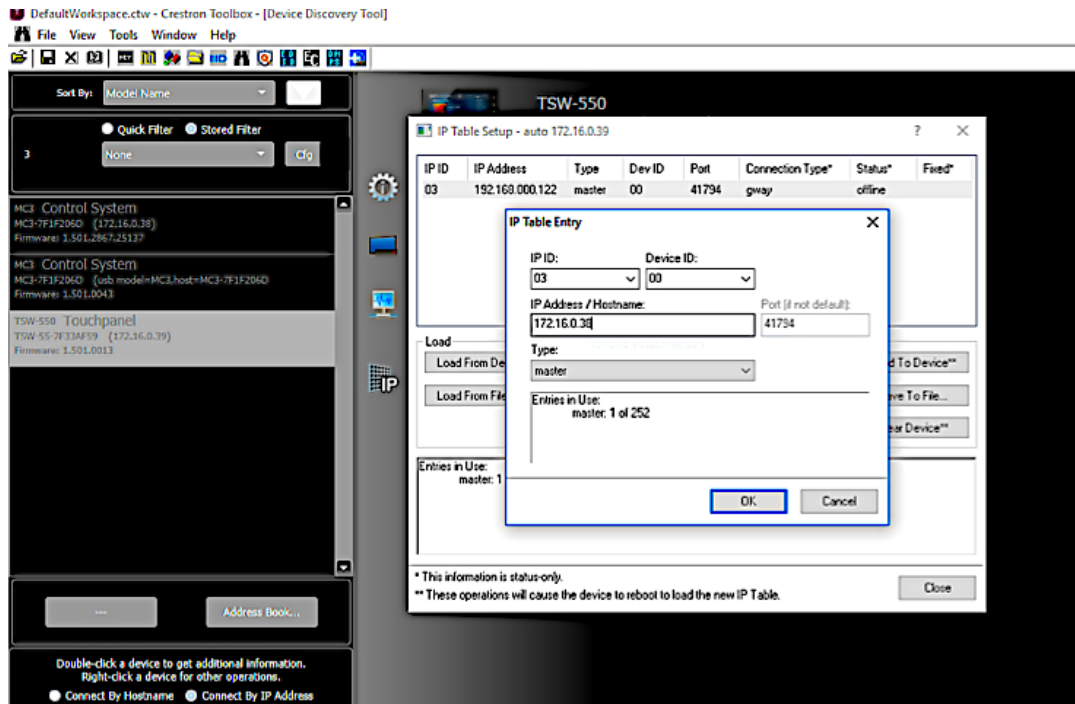 DefaultWorkspace.ctw - Crestron Toolbox - [Device Discovery Tool]
File View Tools Window Help
Sort By: Model Name
Quick Filter Stored Filter
3 None Cfg
MC3 Control System
MC3-7F1F206D (172.16.0.38)
Firmware: 1.501.2867.25137
MC3 Control System
MC3-7F1F206D (usb model=MC3,host=MC3-7F1F206D
Firmware: 1.501.0043
TSW-550 Touchpanel
TSW-55-7F33AF59 (172.16.0.39)
Firmware: 1.501.0013
---
Address Book...
Double-click a device to get additional information.
Right-click a device for other operations.
Connect By Hostname Connect By IP Address
IP
TSW-550
IP Table Setup - auto 172.16.0.39
? X
IP ID IP Address Type Dev ID Port Connection Type* Status* Fixed*
03 192.168.000.122 master 00 41794 gway offline
IP Table Entry
IP ID: Device ID:
03 00
IP Address / Hostname: Port (if not default):
172.16.0.38 41794
Type:
master
Entries in Use:
master: 1 of 252
OK Cancel
Load
Load From De
Load From File
d To Device**
ve To File...
ear Device**
Entries in Use:
master: 1
* This information is status-only.
** These operations will cause the device to reboot to load the new IP Table.
Close